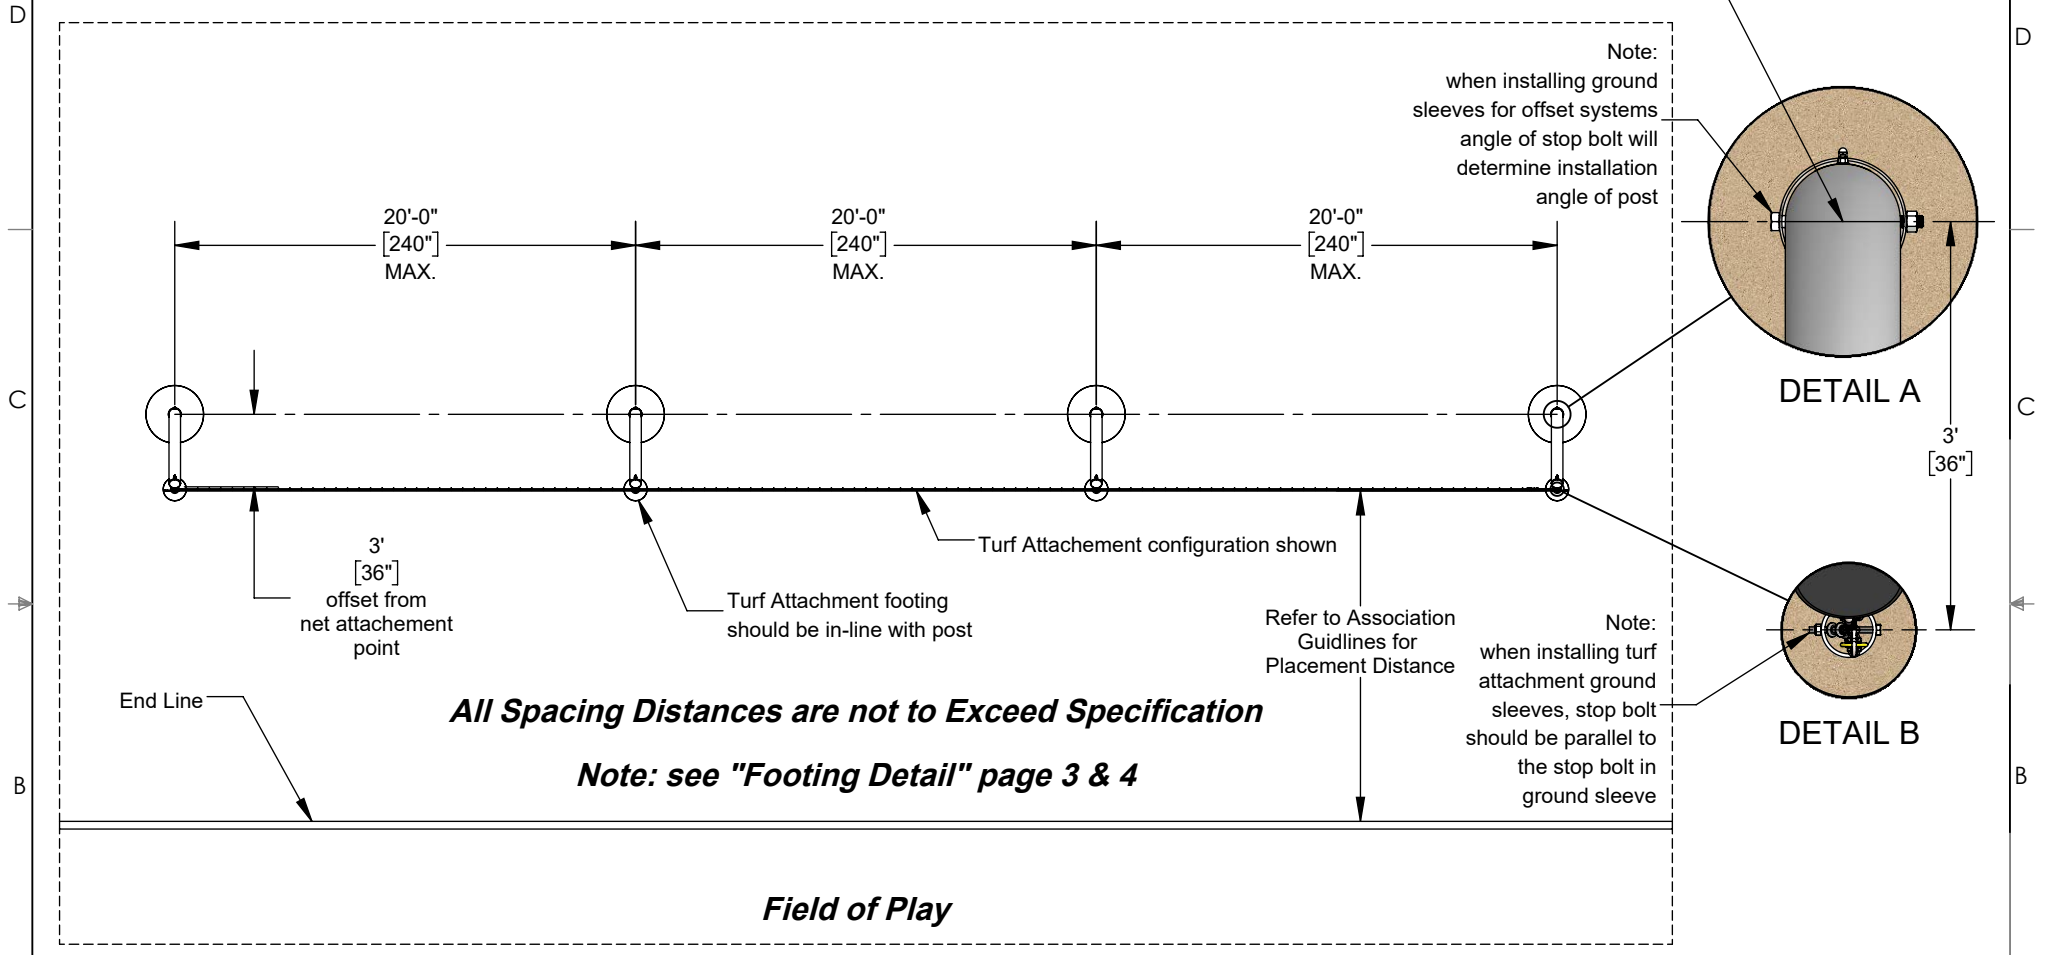 D
D
Note:
when installing ground
sleeves for offset systems
angle of stop bolt will
determine installation
angle of post
20'-0"
[240"]
MAX.
20'-0"
[240"]
MAX.
20'-0"
[240"]
MAX.
DETAIL A
C
C
3'
[36"]
3'
[36"]
offset from
net attachement
point
Turf Attachement configuration shown
Turf Attachment footing
should be in-line with post
Refer to Association
Guidlines for
Placement Distance
Note:
when installing turf
attachment ground
sleeves, stop bolt
should be parallel to
the stop bolt in
ground sleeve
DETAIL B
End Line
All Spacing Distances are not to Exceed Specification
Note: see "Footing Detail" page 3 & 4
B
B
Field of Play